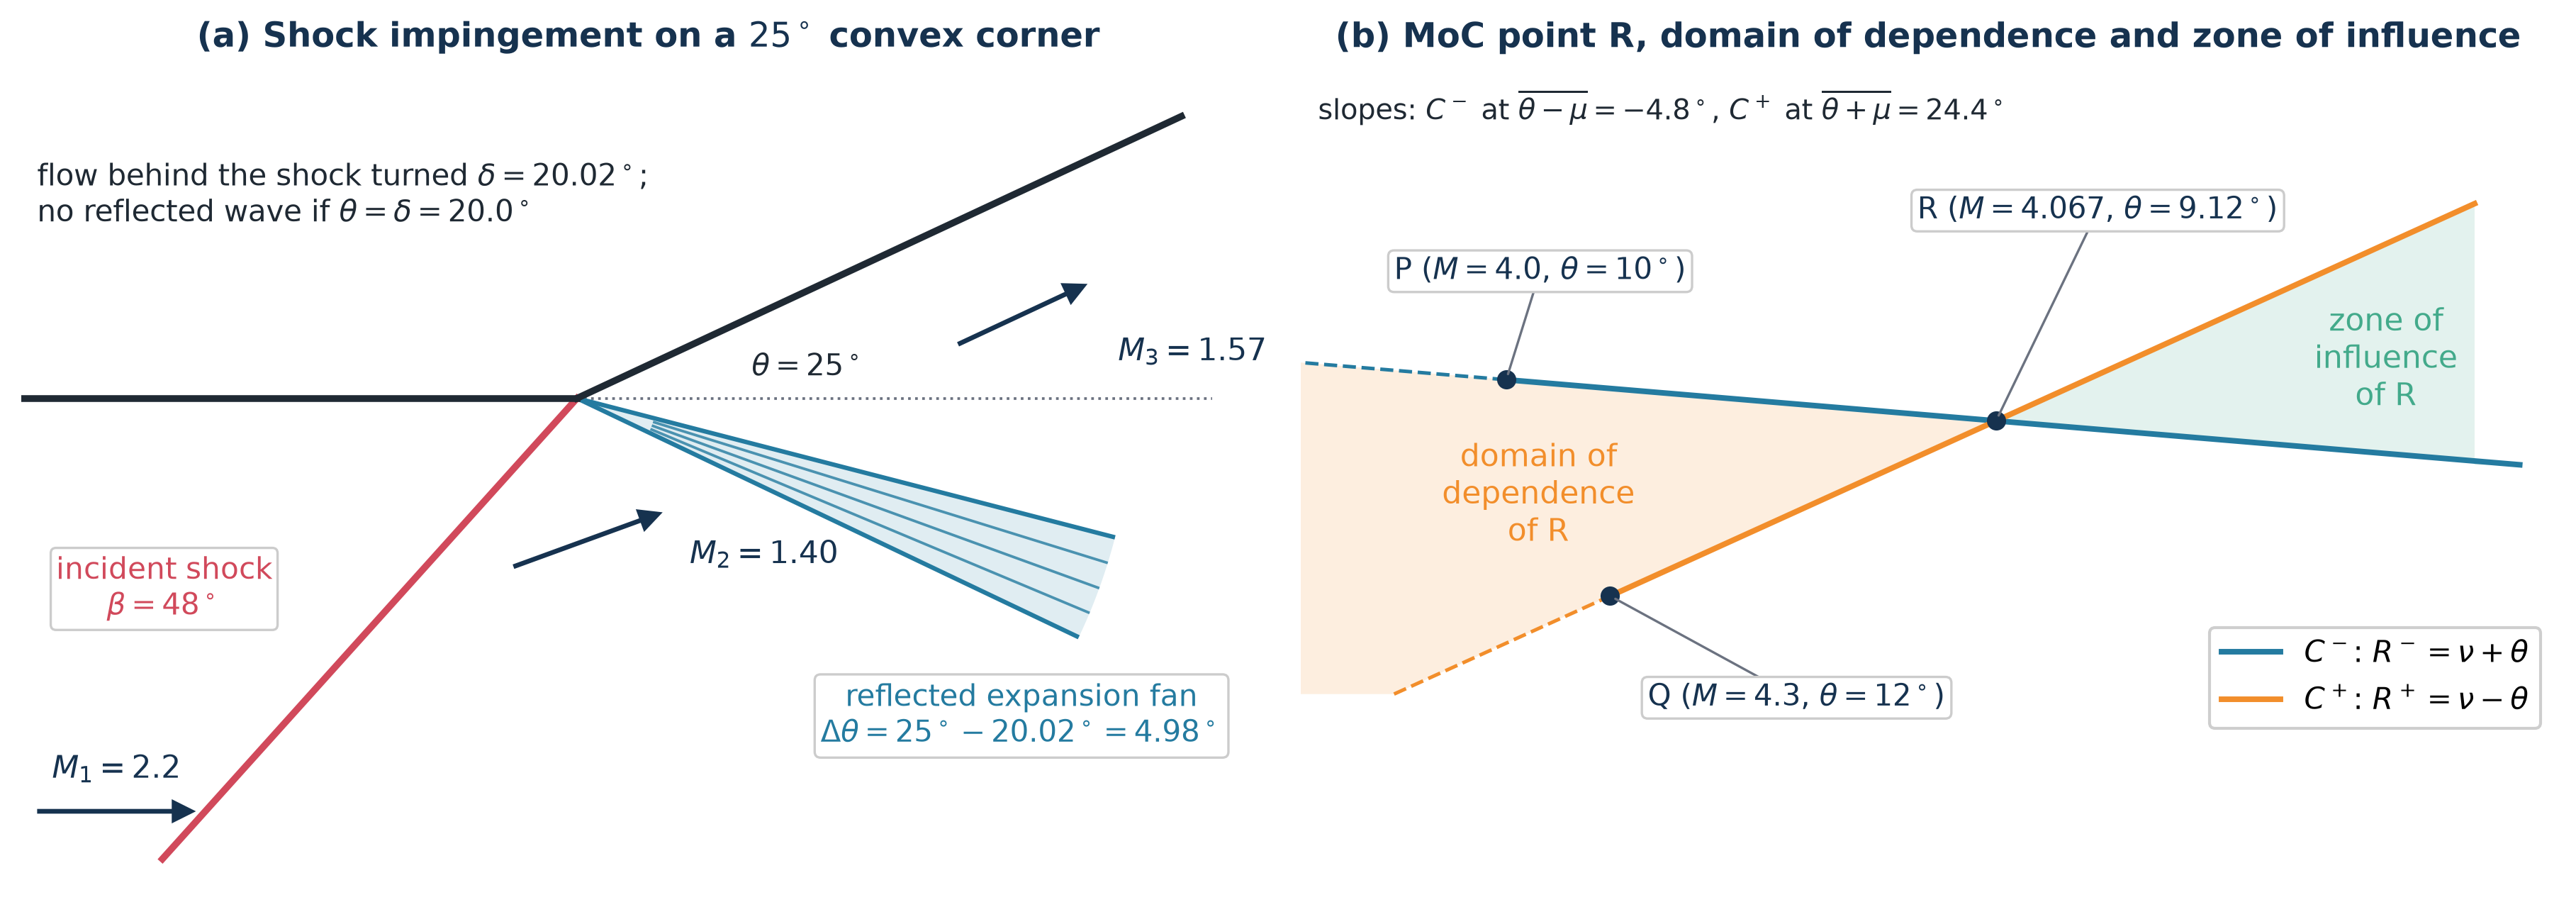 (a) Shock impingement on a 25° convex corner
flow behind the shock turned δ = 20.02°;
no reflected wave if θ = δ = 20.0°
θ = 25°
M₃ = 1.57
M₂ = 1.40
incident shock
β = 48°
reflected expansion fan
Δθ = 25° − 20.02° = 4.98°
M₁ = 2.2
(b) MoC point R, domain of dependence and zone of influence
slopes: C⁻ at θ − μ̅ = −4.8°, C⁺ at θ + μ̅ = 24.4°
R (M = 4.067, θ = 9.12°)
P (M = 4.0, θ = 10°)
zone of
influence
of R
domain of
dependence
of R
Q (M = 4.3, θ = 12°)
C⁻: R⁻ = ν + θ
C⁺: R⁺ = ν − θ